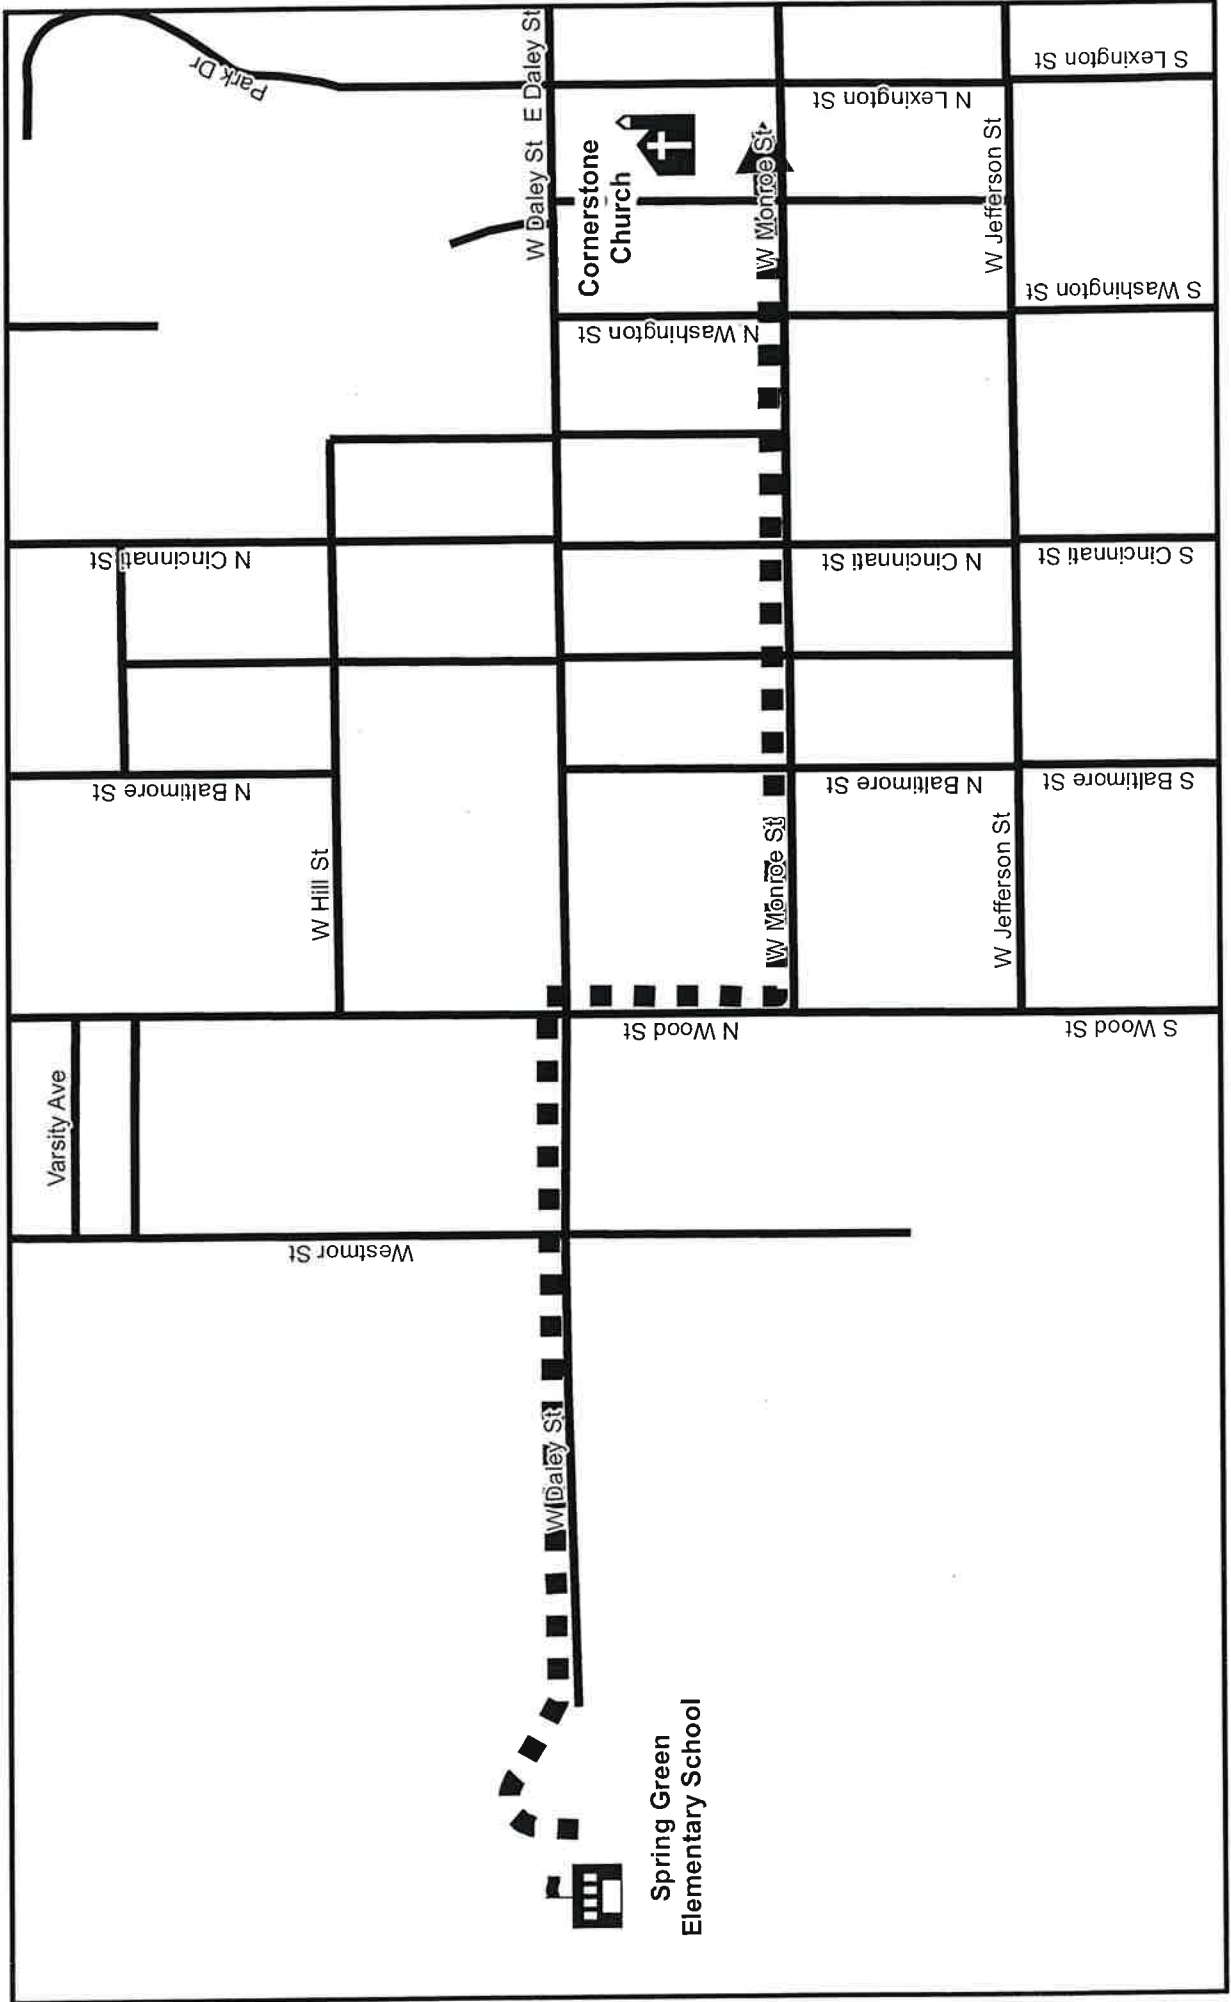 Park Dr
W Daley St
E Daley St
S Lexington St
N Lexington St
Cornerstone
Church
W Monroe St
W Jefferson St
N Washington St
S Washington St
N Cincinnati St
N Cincinnati St
S Cincinnati St
N Baltimore St
N Baltimore St
S Baltimore St
W Hill St
W Monroe St
W Jefferson St
N Wood St
S Wood St
Varsity Ave
Westmor St
W Daley St
Spring Green
Elementary School